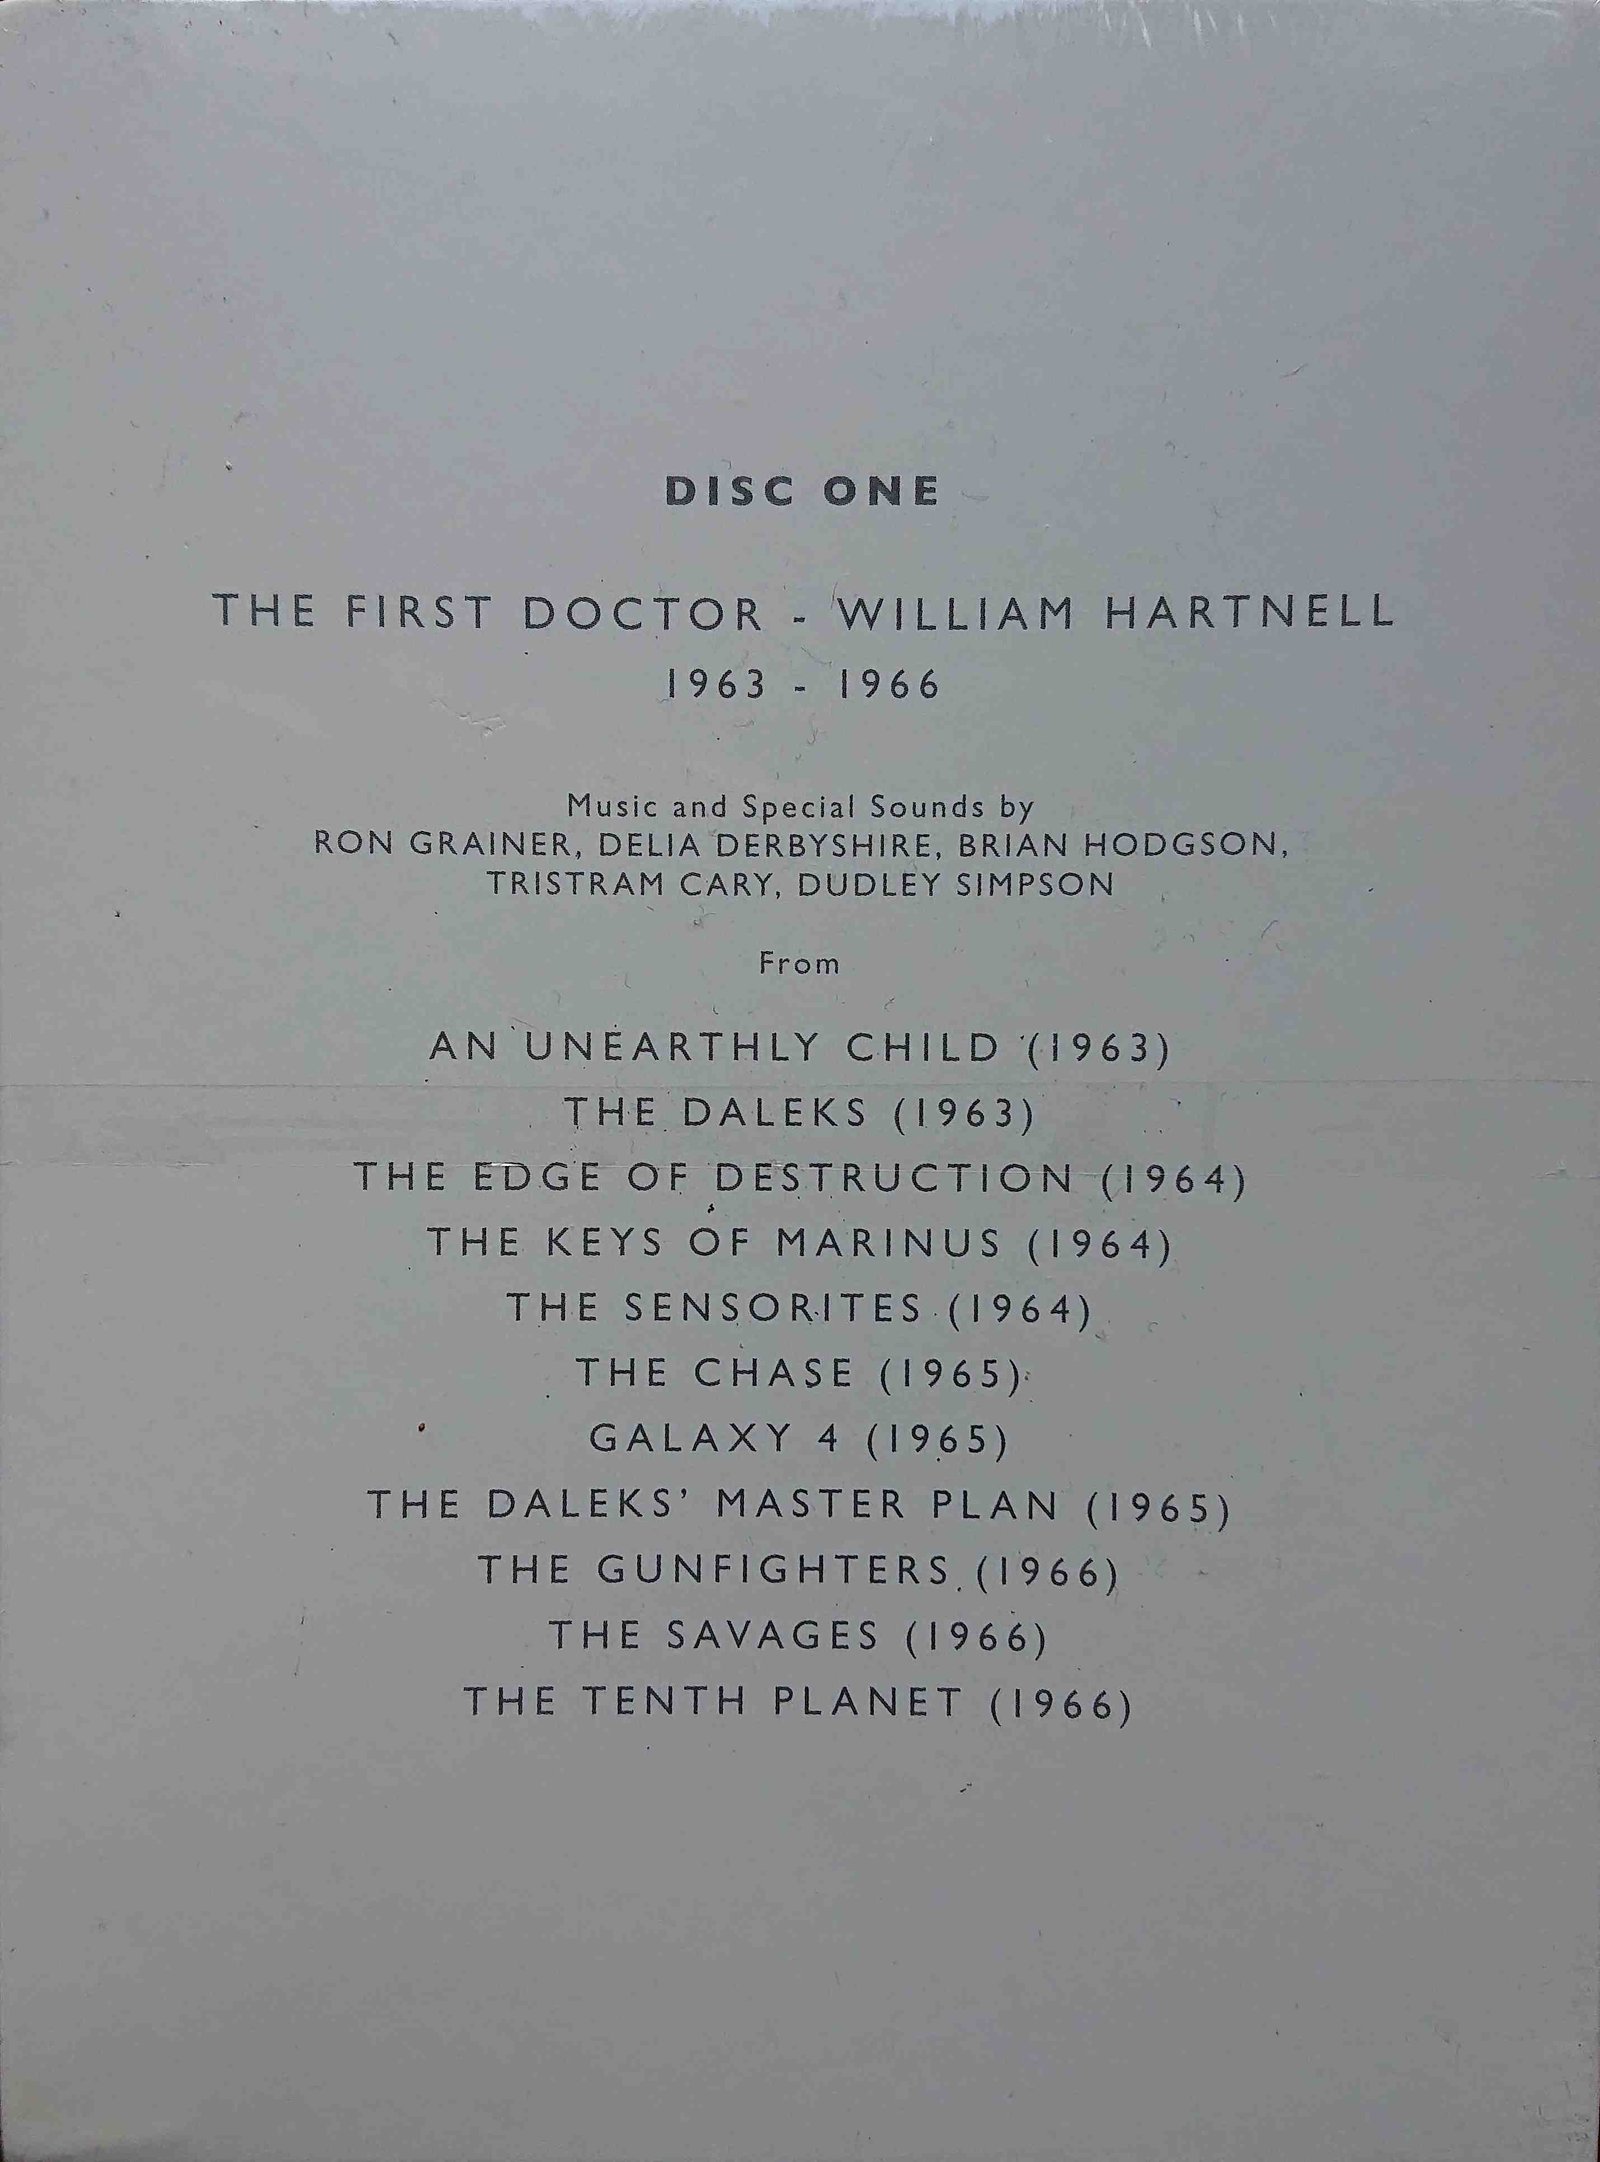 DISC ONE
THE FIRST DOCTOR - WILLIAM HARTNELL
1963 - 1966
Music and Special Sounds by
RON GRAINER, DELIA DERBYSHIRE, BRIAN HODGSON,
TRISTRAM CARY, DUDLEY SIMPSON
From
AN UNEARTHLY CHILD (1963)
THE DALEKS (1963)
THE EDGE OF DESTRUCTION (1964)
THE KEYS OF MARINUS (1964)
THE SENSORITES (1964)
THE CHASE (1965)
GALAXY 4 (1965)
THE DALEKS’ MASTER PLAN (1965)
THE GUNFIGHTERS (1966)
THE SAVAGES (1966)
THE TENTH PLANET (1966)